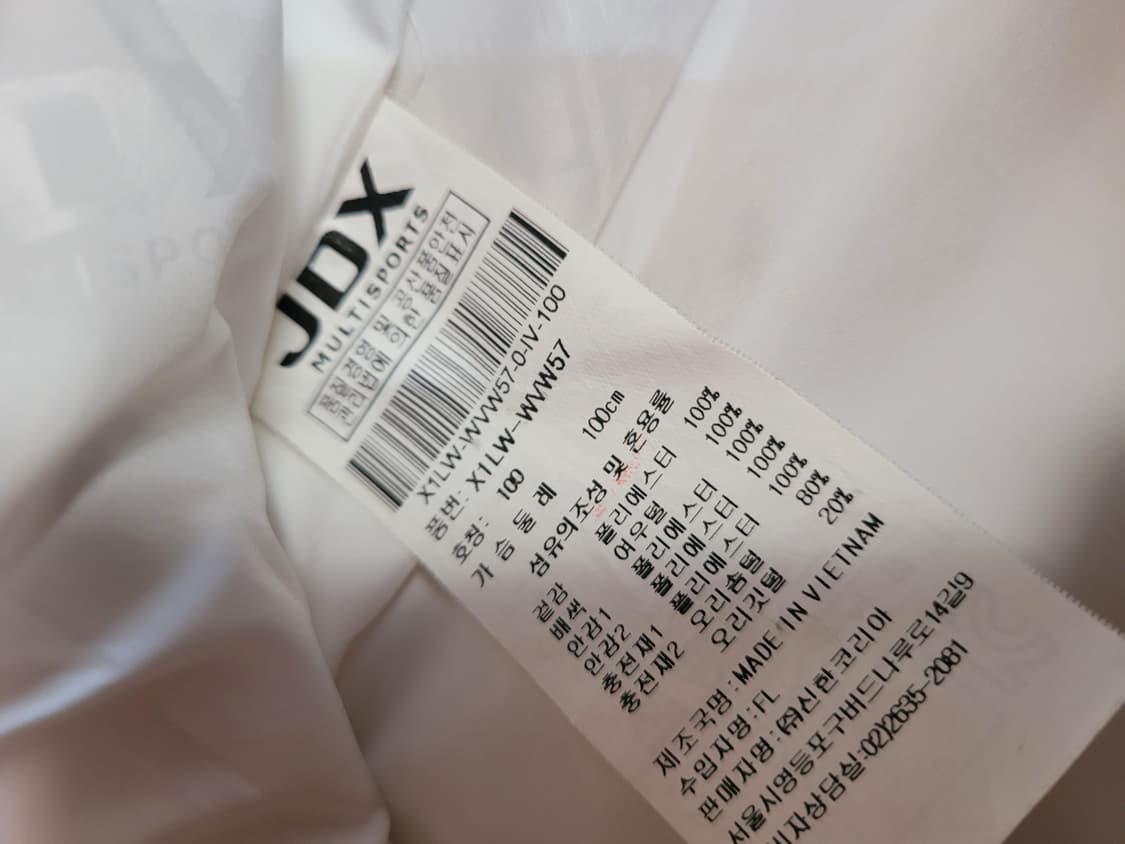 JDX
MULTISPORTS
품질경영 및 공산품안전
관리법에 의한 품질표시
X1LW-WVW57-0-IV-100
품번: X1LW-WVW57
호칭: 100
가슴둘레 100cm
섬유의조성 및 혼용률
겉감 폴리에스터 100%
배색 여우털 100%
안감1 폴리에스터 100%
안감2 폴리에스터 100%
충전재1 폴리에스터 100%
충전재2 오리솜털 80%
오리깃털 20%
제조국명: MADE IN VIETNAM
수입자명: FL
판매자명: (주)신한코리아
서울시영등포구버드나루로14길9
비자상담실:02)2635-2081